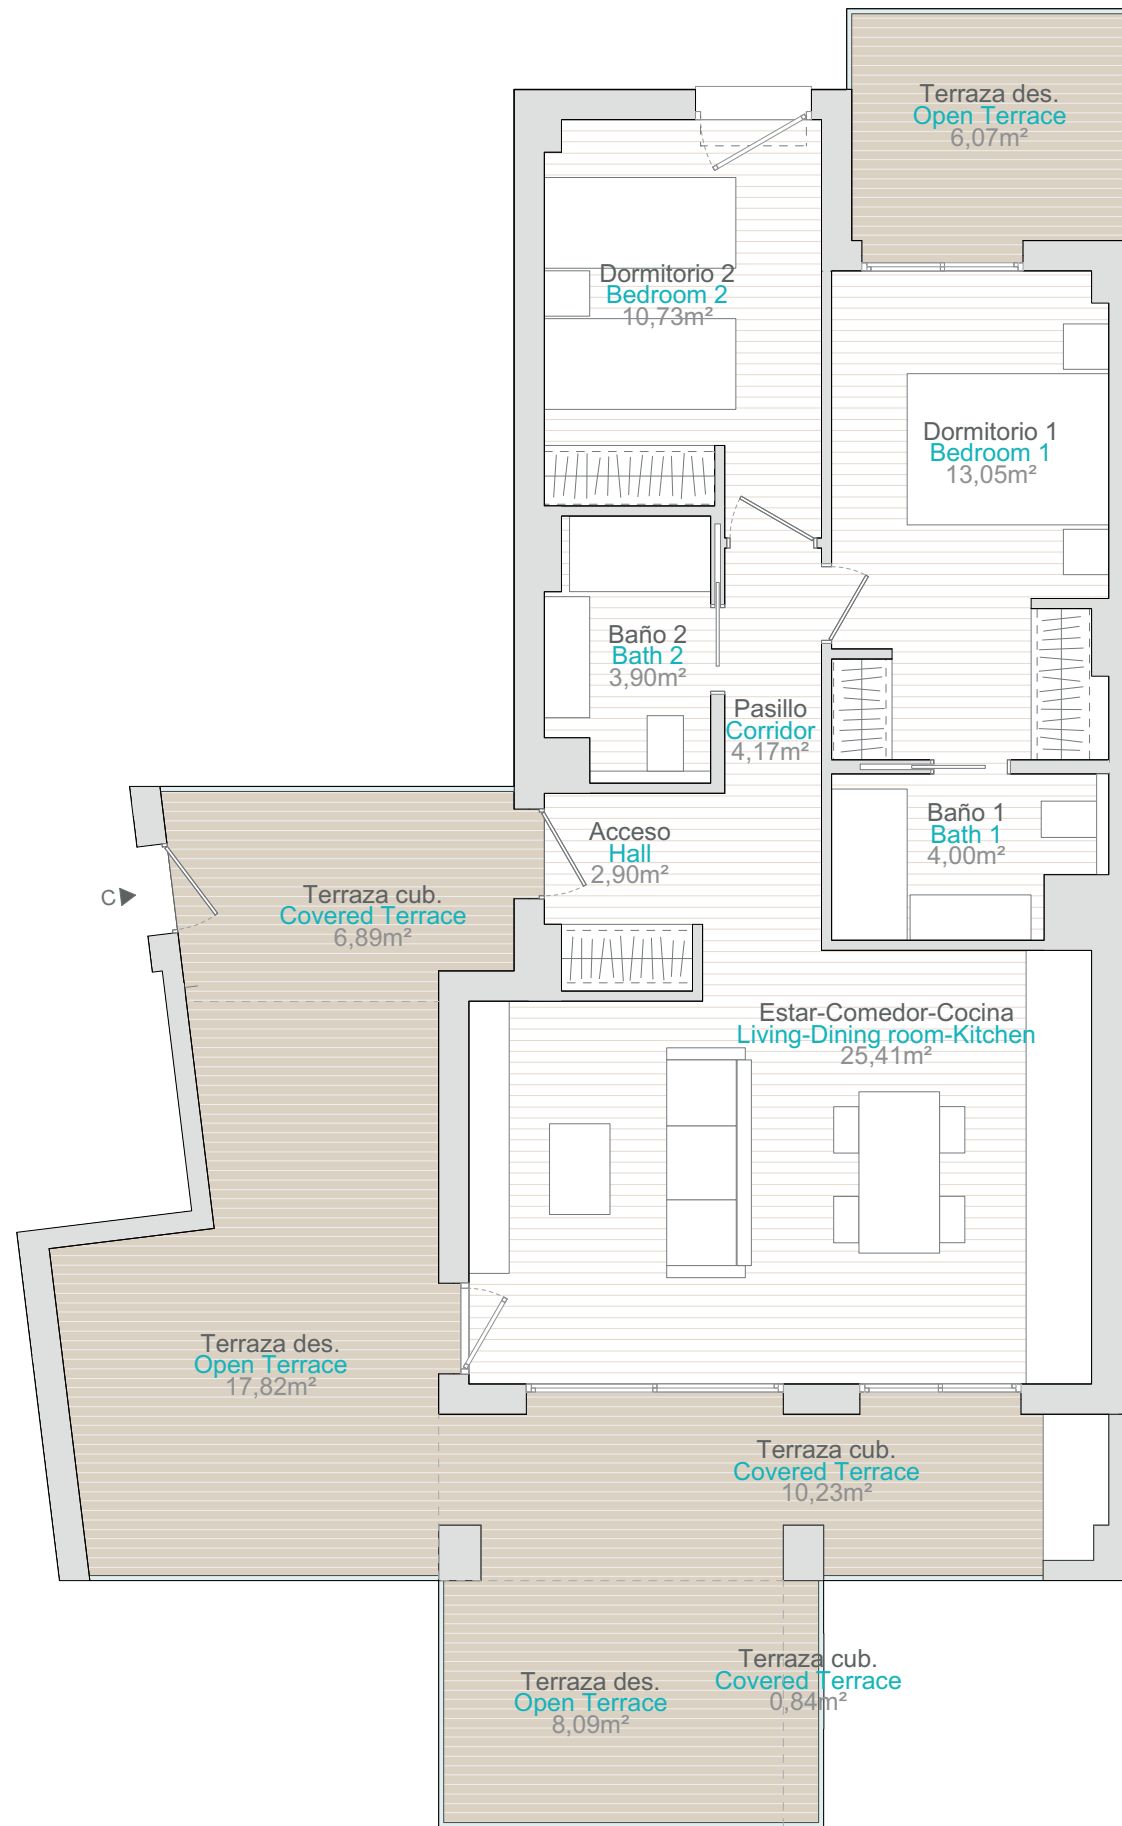 Terraza des.
Open Terrace
6,07m²
Dormitorio 2
Bedroom 2
10,73m²
Dormitorio 1
Bedroom 1
13,05m²
Baño 2
Bath 2
3,90m²
Pasillo
Corridor
4,17m²
Baño 1
Bath 1
4,00m²
Acceso
Hall
2,90m²
C
Terraza cub.
Covered Terrace
6,89m²
Estar-Comedor-Cocina
Living-Dining room-Kitchen
25,41m²
Terraza des.
Open Terrace
17,82m²
Terraza cub.
Covered Terrace
10,23m²
Terraza cub.
Covered Terrace
0,84m²
Terraza des.
Open Terrace
8,09m²